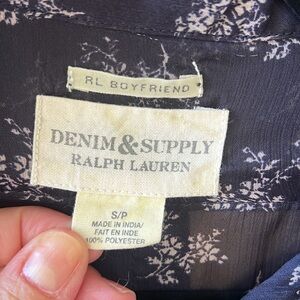 RL BOYFRIEND
DENIM&SUPPLY
RALPH LAUREN
S/P
MADE IN INDIA/
FAIT EN INDE
100% POLYESTER